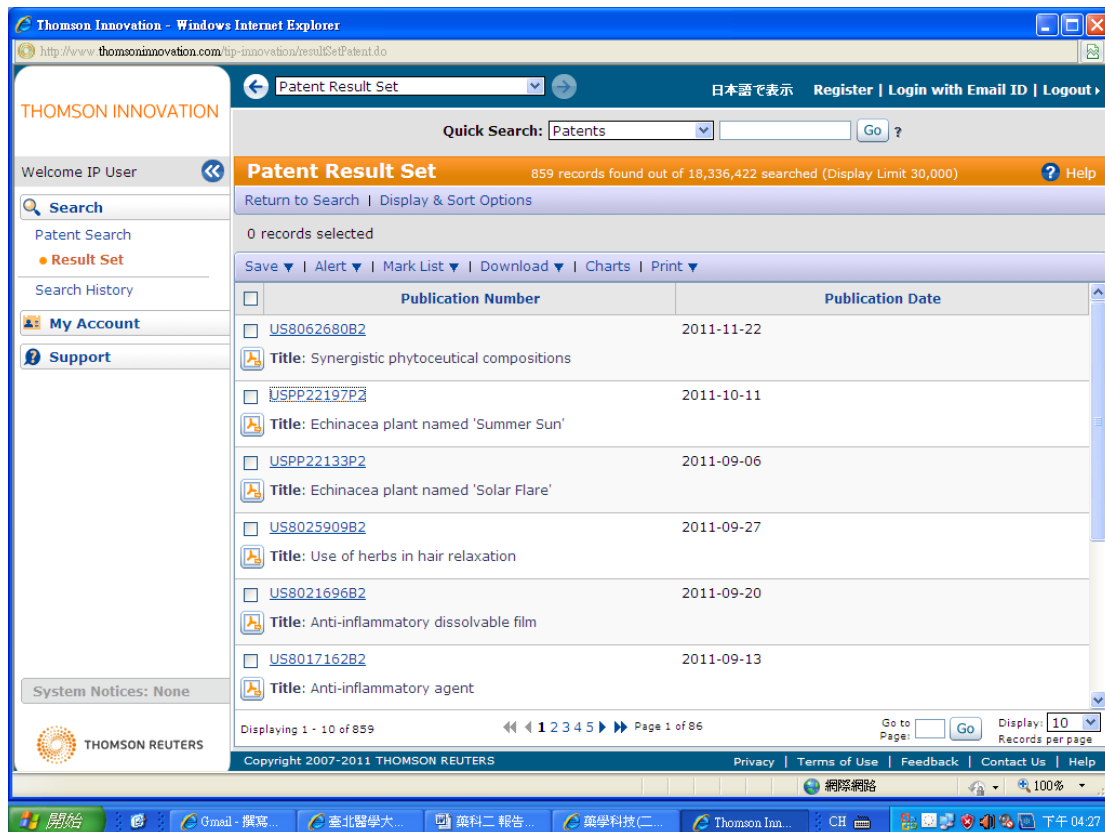 Thomson Innovation - Windows Internet Explorer
http://www.thomsoninnovation.com/tip-innovation/resultSetPatent.do
THOMSON INNOVATION
Patent Result Set
日本語で表示 Register | Login with Email ID | Logout
Quick Search: Patents Go ?
Welcome IP User
Patent Result Set 859 records found out of 18,336,422 searched (Display Limit 30,000) ? Help
Search
Return to Search | Display & Sort Options
Patent Search
0 records selected
Result Set
Save | Alert | Mark List | Download | Charts | Print
Search History
Publication Number Publication Date
My Account
US8062680B2 2011-11-22
Support
Title: Synergistic phytoceutical compositions
USPP22197P2 2011-10-11
Title: Echinacea plant named 'Summer Sun'
USPP22133P2 2011-09-06
Title: Echinacea plant named 'Solar Flare'
US8025909B2 2011-09-27
Title: Use of herbs in hair relaxation
US8021696B2 2011-09-20
Title: Anti-inflammatory dissolvable film
US8017162B2 2011-09-13
Title: Anti-inflammatory agent
System Notices: None
Displaying 1 - 10 of 859 1 2 3 4 5 Page 1 of 86 Go to Page: Go Display: 10 Records per page
THOMSON REUTERS
Copyright 2007-2011 THOMSON REUTERS Privacy | Terms of Use | Feedback | Contact Us | Help
網際網路 100%
開始 Gmail - 撰寫... 臺北醫學大... 藥科二 報告... 藥學科技(二... Thomson Inn... CH 下午 04:27